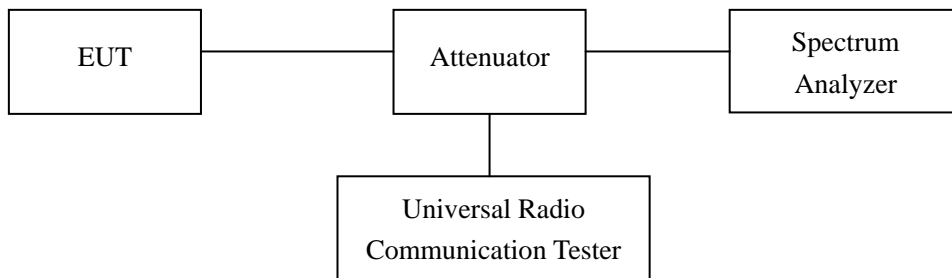 EUT
Attenuator
Spectrum
Analyzer
Universal Radio
Communication Tester